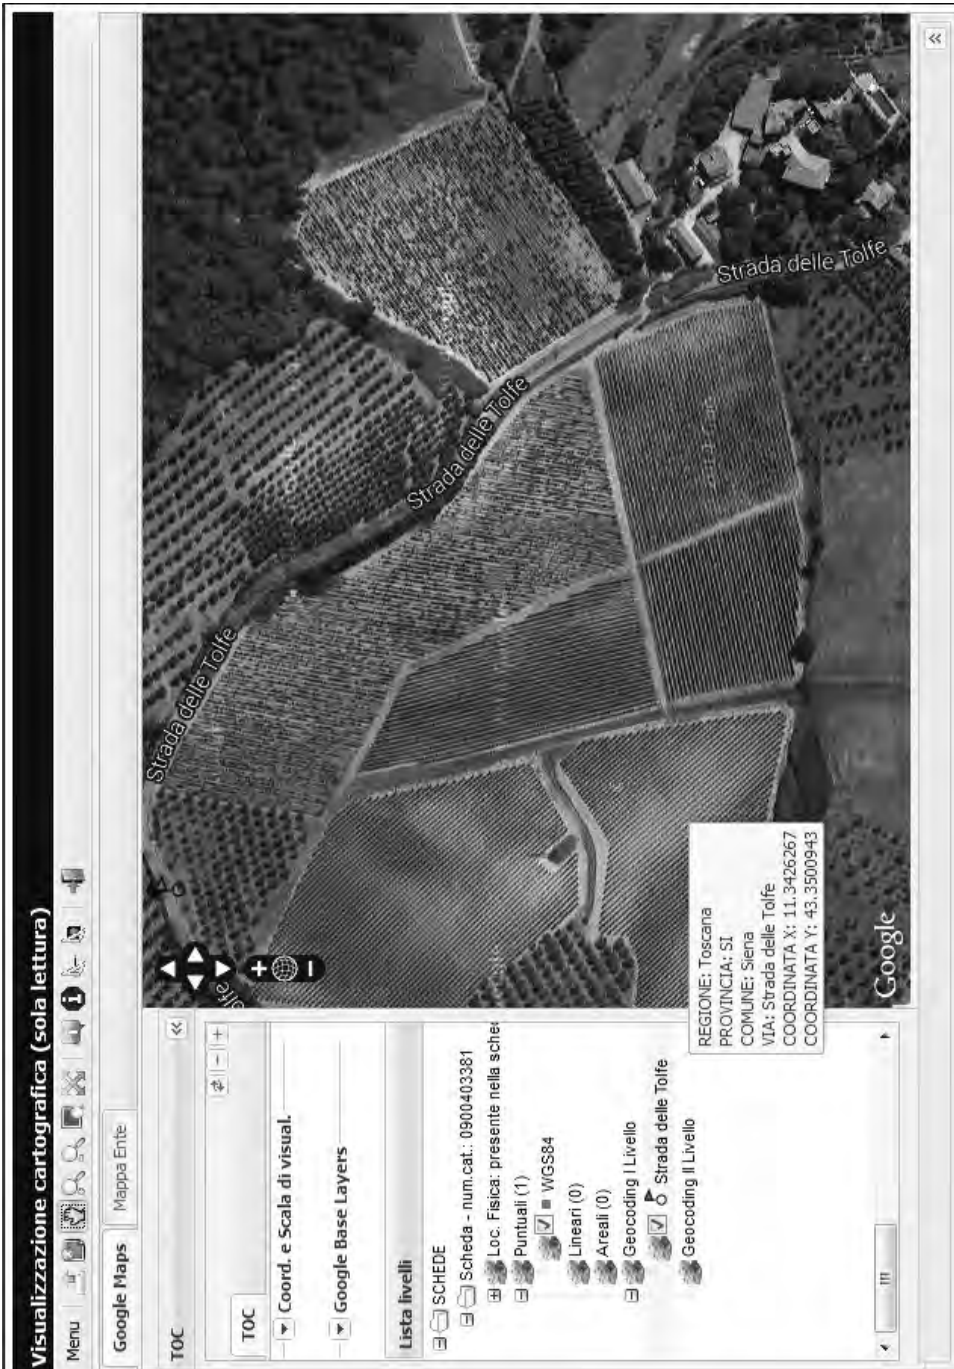 Visualizzazione cartografica (sola lettura)
Menu
Google Maps
Mappa Ente
TOC
TOC
Coord. e Scala di visual.
Google Base Layers
Lista livelli
SCHEDE
Scheda - num.cat.: 0900403381
Loc. Fisica: presente nella sche
Puntuali (1)
WGS84
Lineari (0)
Areali (0)
Geocoding I Livello
Strada delle Tolfe
Geocoding II Livello
REGIONE: Toscana
PROVINCIA: SI
COMUNE: Siena
VIA: Strada delle Tolfe
COORDINATA X: 11.3426267
COORDINATA Y: 43.3500943
Strada delle Tolfe
Strada delle Tolfe
Strada delle Tolfe
olfe
Google